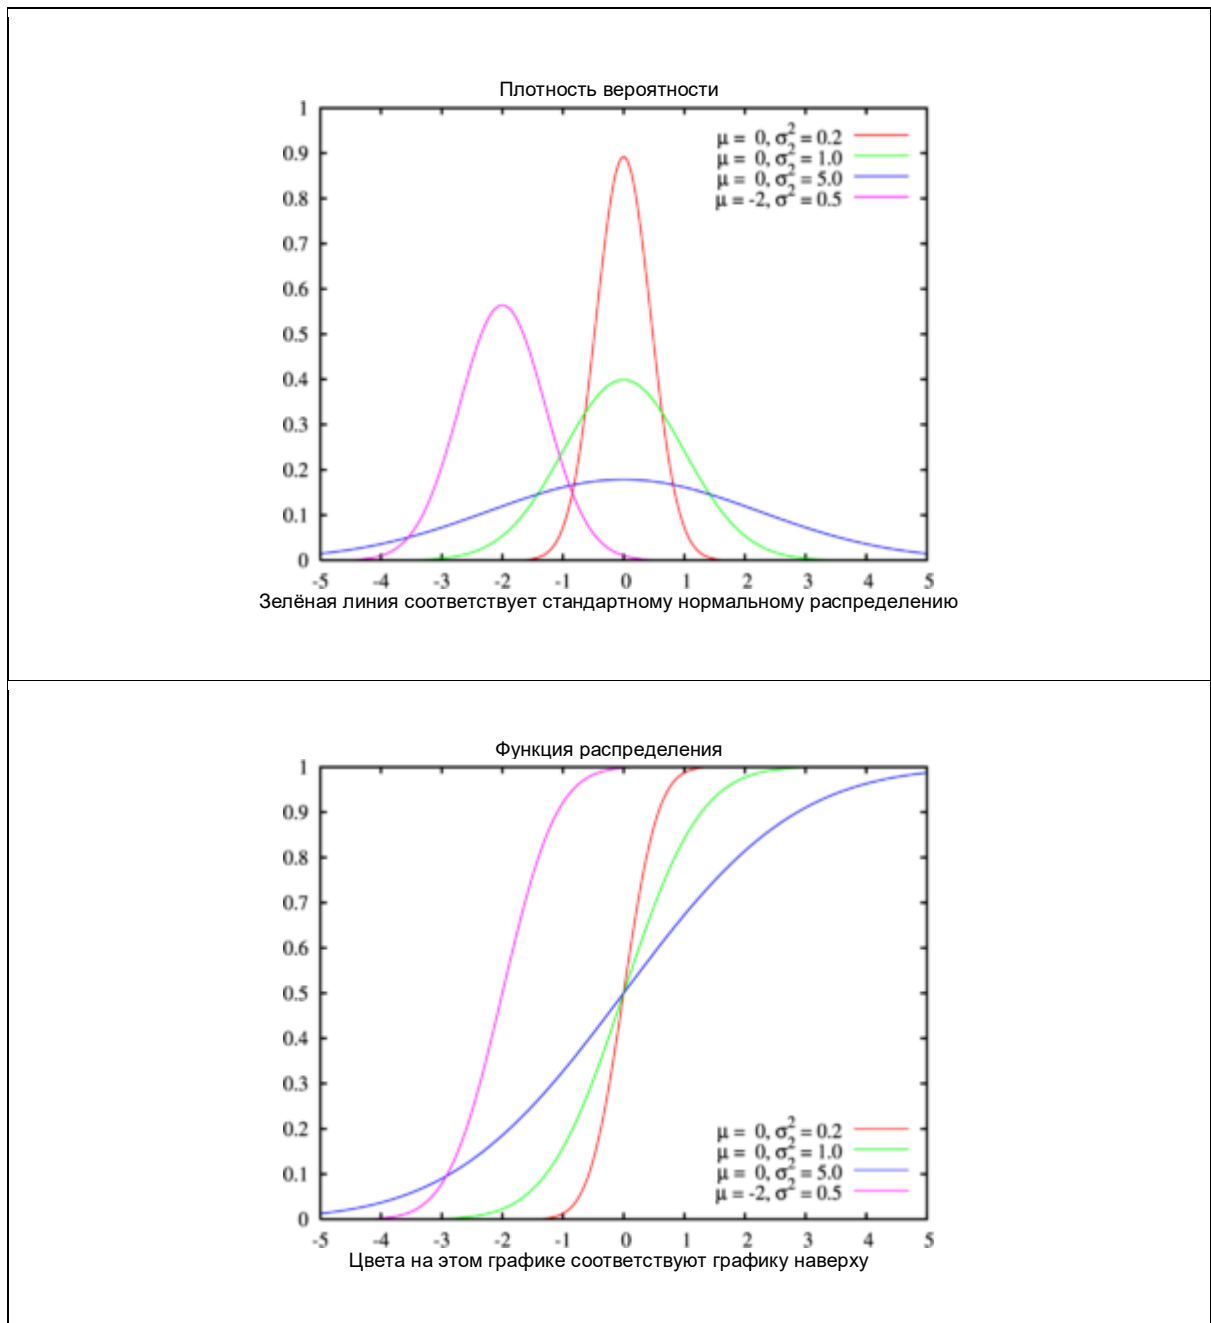 Плотность вероятности
1
0.9
0.8
0.7
0.6
0.5
0.4
0.3
0.2
0.1
0
μ = 0, σ² = 0.2
μ = 0, σ² = 1.0
μ = 0, σ² = 5.0
μ = -2, σ² = 0.5
-5 -4 -3 -2 -1 0 1 2 3 4 5
Зелёная линия соответствует стандартному нормальному распределению
Функция распределения
1
0.9
0.8
0.7
0.6
0.5
0.4
0.3
0.2
0.1
0
μ = 0, σ² = 0.2
μ = 0, σ² = 1.0
μ = 0, σ² = 5.0
μ = -2, σ² = 0.5
-5 -4 -3 -2 -1 0 1 2 3 4 5
Цвета на этом графике соответствуют графику наверху